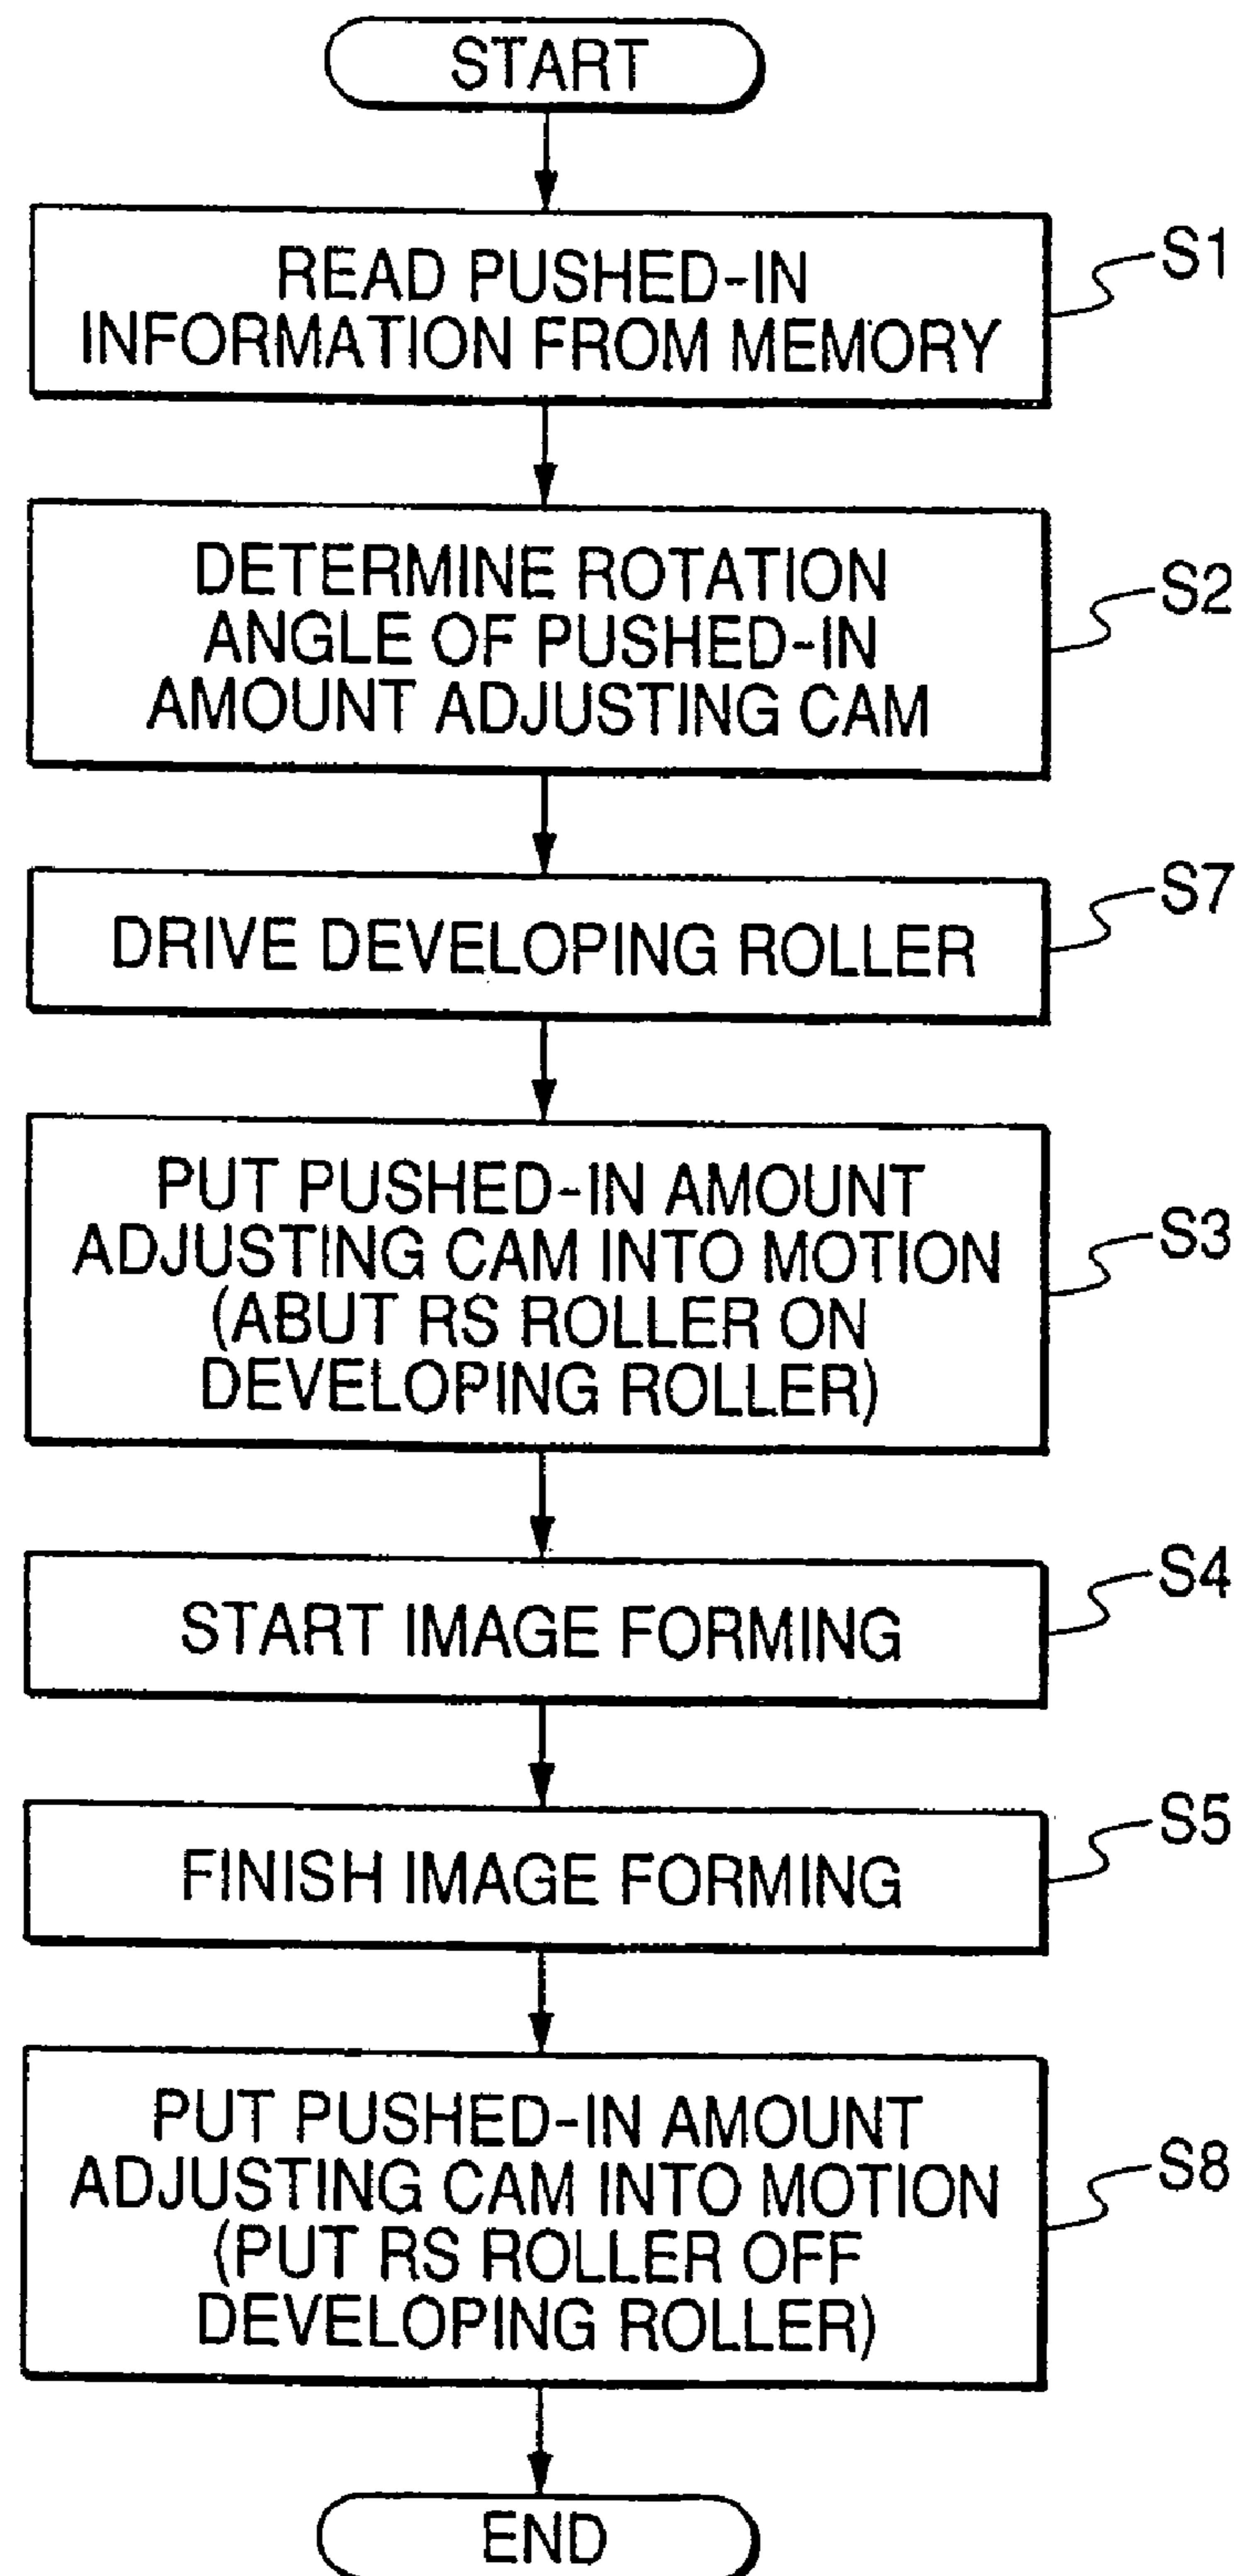 START
READ PUSHED-IN
INFORMATION FROM MEMORY
S1
DETERMINE ROTATION
ANGLE OF PUSHED-IN
AMOUNT ADJUSTING CAM
S2
DRIVE DEVELOPING ROLLER
S7
PUT PUSHED-IN AMOUNT
ADJUSTING CAM INTO MOTION
(ABUT RS ROLLER ON
DEVELOPING ROLLER)
S3
START IMAGE FORMING
S4
FINISH IMAGE FORMING
S5
PUT PUSHED-IN AMOUNT
ADJUSTING CAM INTO MOTION
(PUT RS ROLLER OFF
DEVELOPING ROLLER)
S8
END